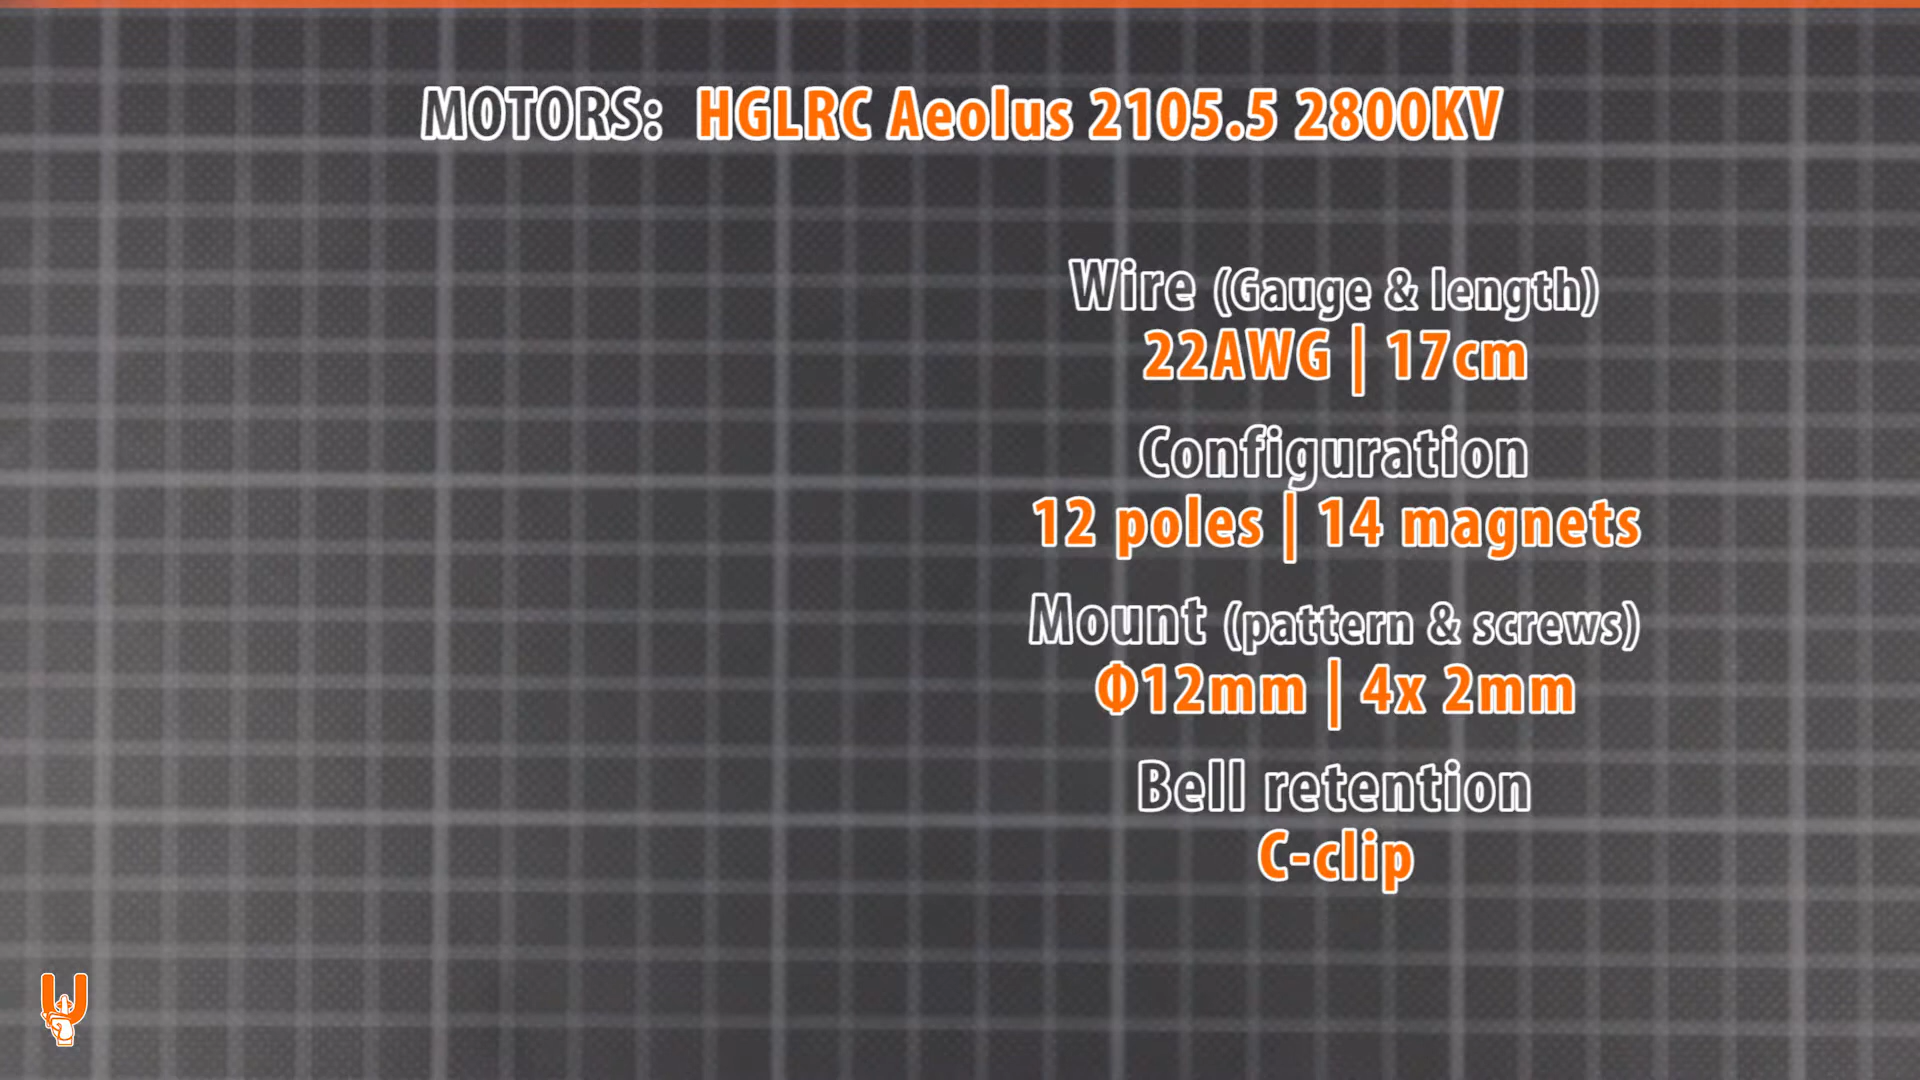 MOTORS: HGLRC Aeolus 2105.5 2800KV
Wire (Gauge & length)
22AWG | 17cm
Configuration
12 poles | 14 magnets
Mount (pattern & screws)
Φ12mm | 4x 2mm
Bell retention
C-clip